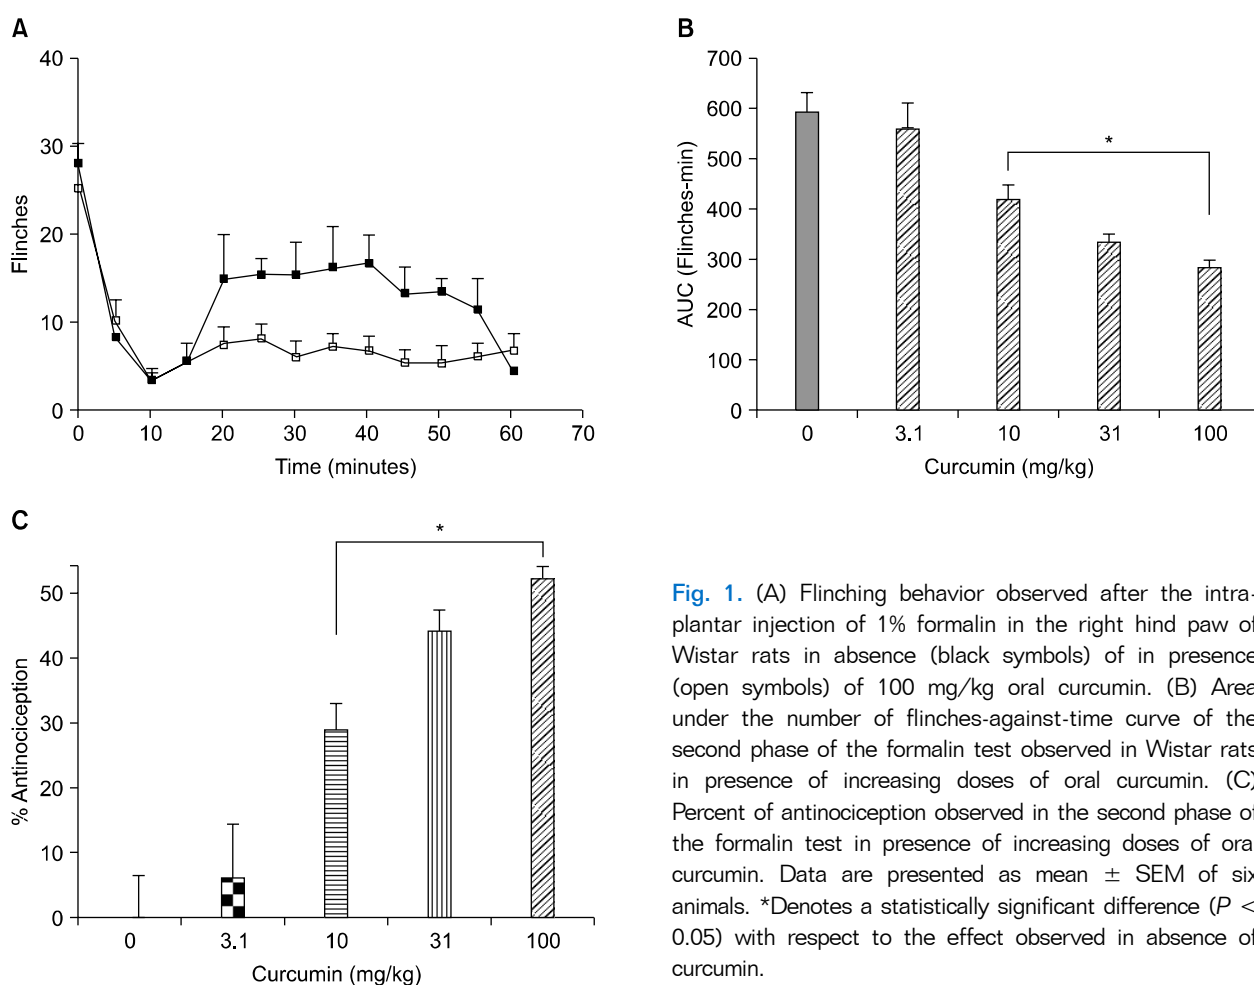 A
40
30
20
10
0
Flinches
0 10 20 30 40 50 60 70
Time (minutes)
B
700
600
500
400
300
200
100
0
AUC (Flinches-min)
*
0 3.1 10 31 100
Curcumin (mg/kg)
C
50
40
30
20
10
0
% Antinociception
*
0 3.1 10 31 100
Curcumin (mg/kg)
Fig. 1. (A) Flinching behavior observed after the intra-
plantar injection of 1% formalin in the right hind paw of
Wistar rats in absence (black symbols) of in presence
(open symbols) of 100 mg/kg oral curcumin. (B) Area
under the number of flinches-against-time curve of the
second phase of the formalin test observed in Wistar rats
in presence of increasing doses of oral curcumin. (C)
Percent of antinociception observed in the second phase of
the formalin test in presence of increasing doses of ora
curcumin. Data are presented as mean ± SEM of six
animals. *Denotes a statistically significant difference (P <
0.05) with respect to the effect observed in absence of
curcumin.